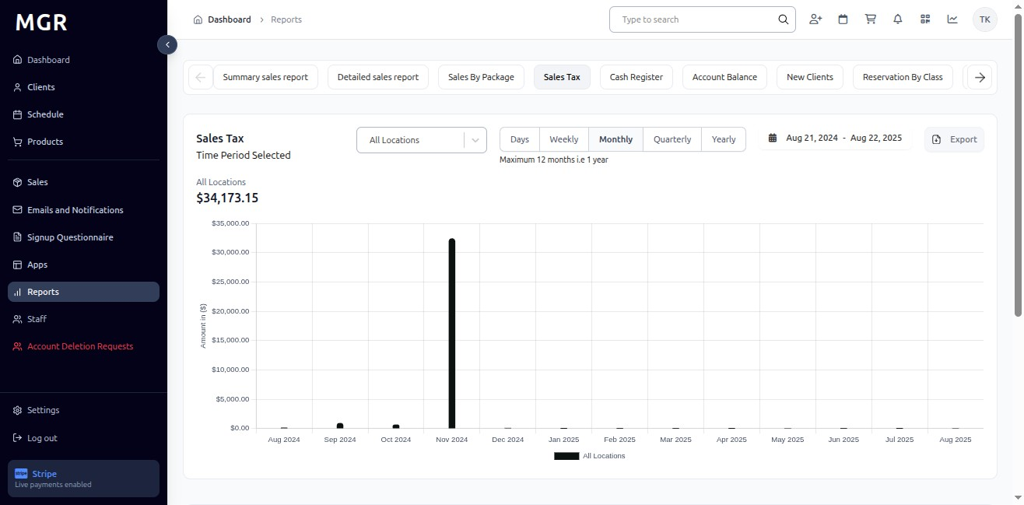 MGR
Dashboard
Clients
Schedule
Products
Sales
Emails and Notifications
Signup Questionnaire
Apps
Reports
Staff
Account Deletion Requests
Settings
Log out
stripe Stripe
Live payments enabled
Dashboard > Reports
Type to search
TK
Summary sales report Detailed sales report Sales By Package Sales Tax Cash Register Account Balance New Clients Reservation By Class
Sales Tax
Time Period Selected
All Locations
Days Weekly Monthly Quarterly Yearly
Maximum 12 months i.e 1 year
Aug 21, 2024 - Aug 22, 2025
Export
All Locations
$34,173.15
Amount in ($)
$35,000.00
$30,000.00
$25,000.00
$20,000.00
$15,000.00
$10,000.00
$5,000.00
$0.00
Aug 2024 Sep 2024 Oct 2024 Nov 2024 Dec 2024 Jan 2025 Feb 2025 Mar 2025 Apr 2025 May 2025 Jun 2025 Jul 2025 Aug 2025
All Locations